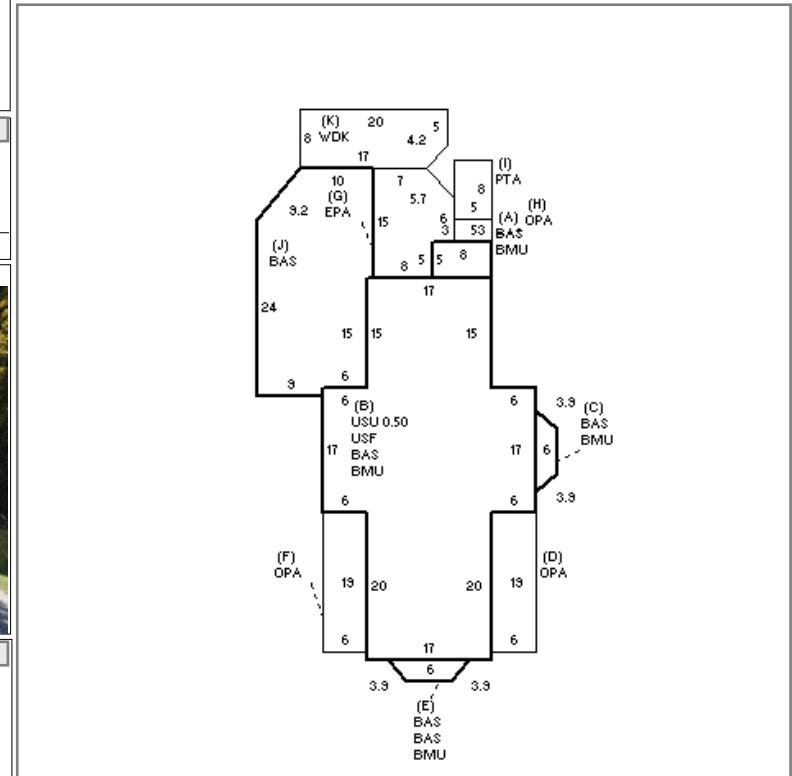 (K) 20 5
8 WDK 4.2
17
(I)
PTA
10 7
(G) 5.7
EPA
8
5
(H)
OPA
9.2
15
6
3
53
(A)
BAS
BMU
(J)
BAS
8 5 5 8
17
24
15 15 15
6
9
6 (B)
USU 0.50
USF
BAS
BMU
17
6
17
6
3.9 (C)
BAS
BMU
6
6
3.9
(F)
OPA
19 20
20 19
(D)
OPA
6
17
6
6
3.9 3.9
(E)
BAS
BAS
BMU